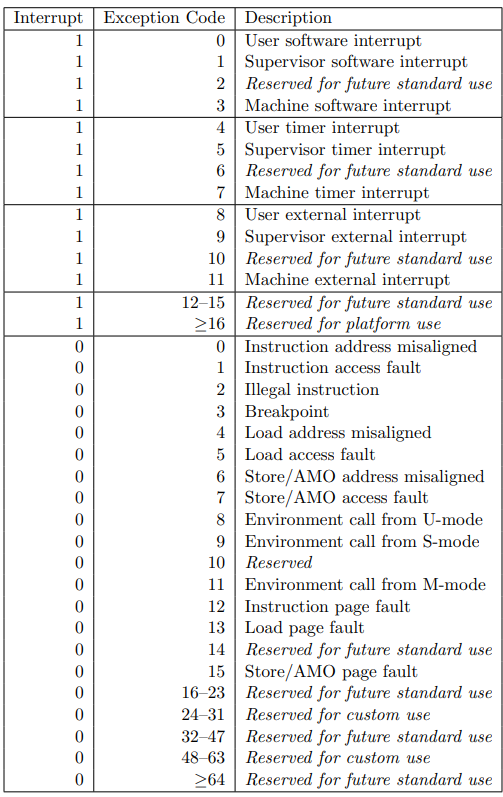 Interrupt Exception Code Description
1 0 User software interrupt
1 1 Supervisor software interrupt
1 2 Reserved for future standard use
1 3 Machine software interrupt
1 4 User timer interrupt
1 5 Supervisor timer interrupt
1 6 Reserved for future standard use
1 7 Machine timer interrupt
1 8 User external interrupt
1 9 Supervisor external interrupt
1 10 Reserved for future standard use
1 11 Machine external interrupt
1 12–15 Reserved for future standard use
1 ≥16 Reserved for platform use
0 0 Instruction address misaligned
0 1 Instruction access fault
0 2 Illegal instruction
0 3 Breakpoint
0 4 Load address misaligned
0 5 Load access fault
0 6 Store/AMO address misaligned
0 7 Store/AMO access fault
0 8 Environment call from U-mode
0 9 Environment call from S-mode
0 10 Reserved
0 11 Environment call from M-mode
0 12 Instruction page fault
0 13 Load page fault
0 14 Reserved for future standard use
0 15 Store/AMO page fault
0 16–23 Reserved for future standard use
0 24–31 Reserved for custom use
0 32–47 Reserved for future standard use
0 48–63 Reserved for custom use
0 ≥64 Reserved for future standard use